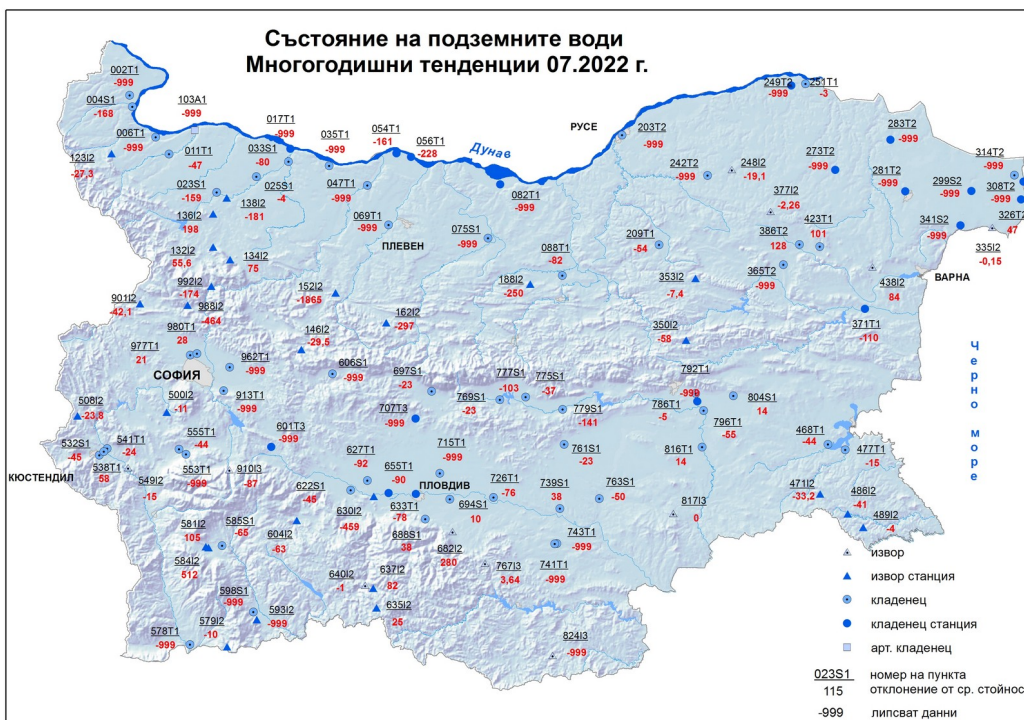 Състояние на подземните води
Многогодишни тенденции 07.2022 г.
002T1
-999
004S1
-168
103A1
-999
006T1
-999
017T1
-999
035T1
-999
054T1
-161
056T1
-228
Дунав
РУСЕ
203T2
-999
249T2
-999
251T1
-3
283T2
-999
314T2
-999
123I2
-27,3
011T1
-47
033S1
-80
023S1
-159
025S1
-4
138I2
-181
047T1
-999
082T1
-999
242T2
-999
248I2
-19,1
273T2
-999
281T2
-999
299S2
-999
308T2
-999
377I2
-2,26
136I2
198
069T1
-999
ПЛЕВЕН
075S1
-999
088T1
-82
209T1
-54
386T2
128
423T1
101
341S2
-999
326T2
47
335I2
-0,15
132I2
55,6
134I2
75
992I2
-174
152I2
-1865
188I2
-250
353I2
-7,4
365T2
-999
438I2
84
ВАРНА
901I2
-42,1
988I2
-464
162I2
-297
146I2
-29,5
350I2
-58
371T1
-110
980T1
28
977T1
21
СОФИЯ
962T1
-999
606S1
-999
697S1
-23
777S1
-103
775S1
-37
769S1
-23
779S1
-141
792T1
-999
786T1
-5
804S1
14
796T1
-55
Черно море
508I2
-23,8
500I2
-11
913T1
-999
707T3
-999
601T3
-999
532S1
-45
541T1
-24
555T1
-44
538T1
58
КЮСТЕНДИЛ
549I2
-15
553T1
-999
910I3
-87
627T1
-92
715T1
-999
655T1
-90
ПЛОВДИВ
761S1
-23
816T1
14
468T1
-44
477T1
-15
622S1
-45
630I2
-459
633T1
-78
726T1
-76
694S1
10
739S1
38
763S1
-50
817I3
0
471I2
-33,2
486I2
-41
489I2
-4
581I2
105
585S1
-65
604I2
-63
686S1
38
682I2
280
743T1
-999
741T1
-999
584I2
512
640I2
-1
637I2
82
767I3
3,64
598S1
-999
593I2
-999
635I2
25
579I2
-10
578T1
-999
824I3
-999
извор
извор станция
кладенец
кладенец станция
арт. кладенец
023S1 номер на пункта
115 отклонение от ср. стойнос
-999 липсват данни